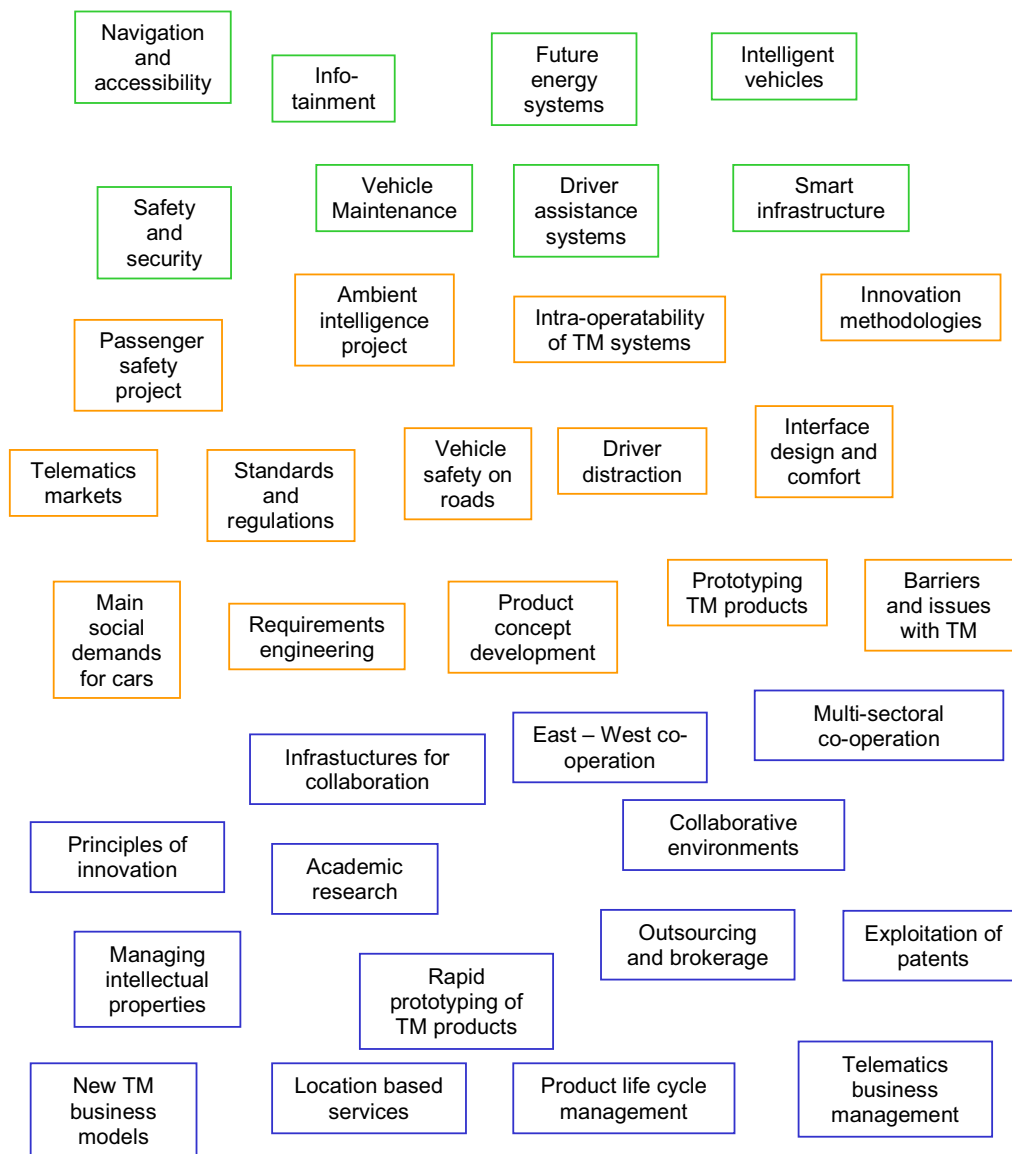 Navigation
and
accessibility
Info-
tainment
Future
energy
systems
Intelligent
vehicles
Safety
and
security
Vehicle
Maintenance
Driver
assistance
systems
Smart
infrastructure
Passenger
safety
project
Ambient
intelligence
project
Intra-operatability
of TM systems
Innovation
methodologies
Telematics
markets
Standards
and
regulations
Vehicle
safety on
roads
Driver
distraction
Interface
design and
comfort
Main
social
demands
for cars
Requirements
engineering
Product
concept
development
Prototyping
TM products
Barriers
and issues
with TM
Infrastuctures for
collaboration
East – West co-
operation
Multi-sectoral
co-operation
Principles of
innovation
Academic
research
Collaborative
environments
Managing
intellectual
properties
Rapid
prototyping of
TM products
Outsourcing
and brokerage
Exploitation of
patents
New TM
business
models
Location based
services
Product life cycle
management
Telematics
business
management